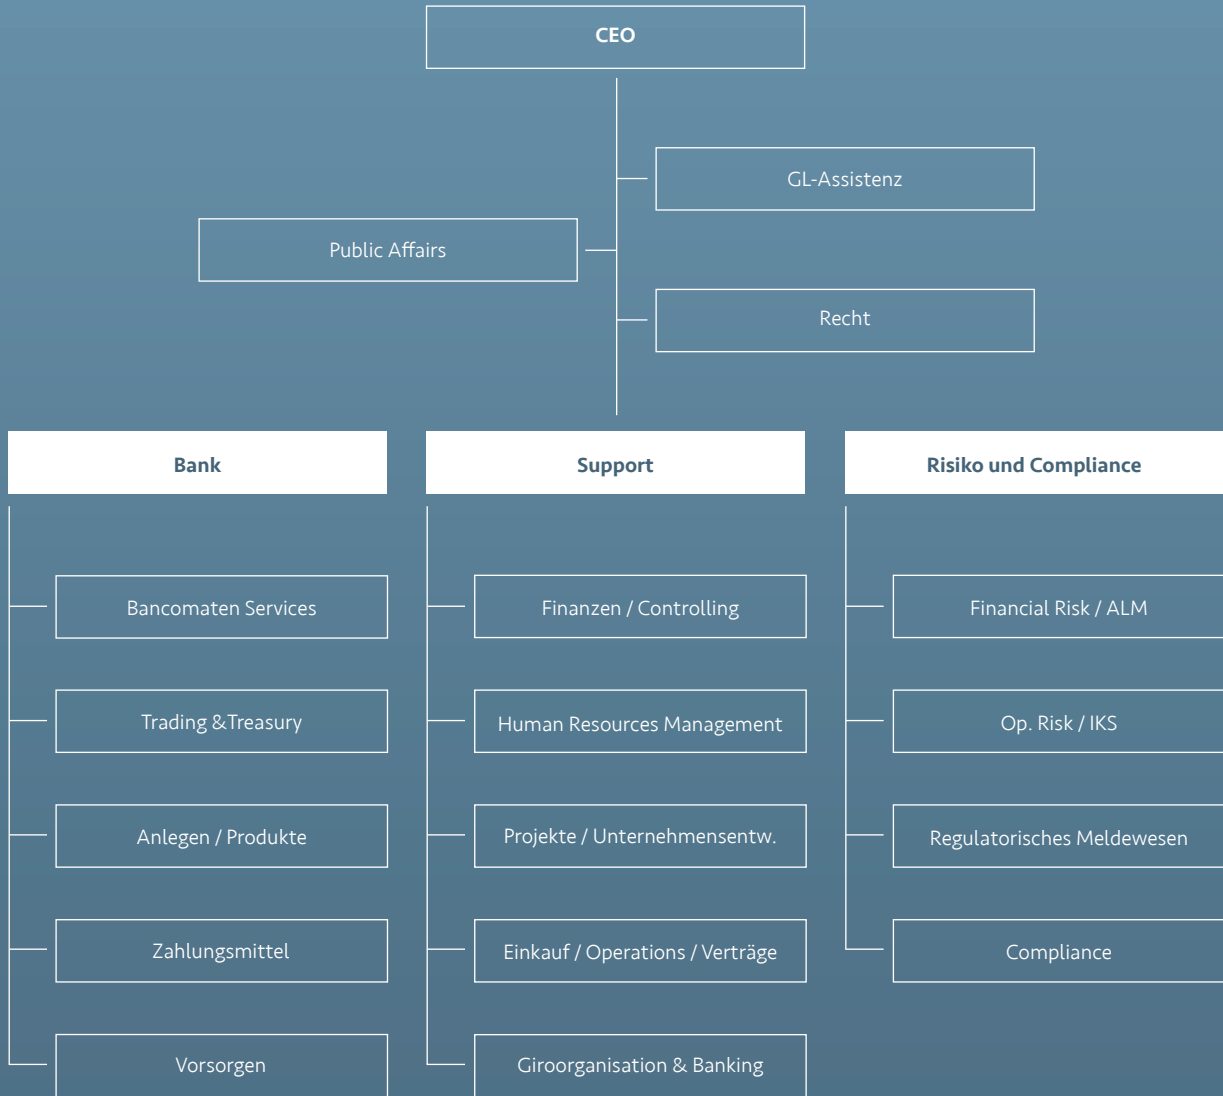 CEO
GL-Assistenz
Public Affairs
Recht
Bank
Support
Risiko und Compliance
Bancomaten Services
Finanzen / Controlling
Financial Risk / ALM
Trading &Treasury
Human Resources Management
Op. Risk / IKS
Anlegen / Produkte
Projekte / Unternehmensentw.
Regulatorisches Meldewesen
Zahlungsmittel
Einkauf / Operations / Verträge
Compliance
Vorsorgen
Giroorganisation & Banking